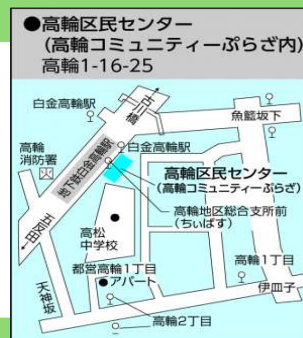 ●高輪区民センター
(高輪コミュニティーぷらざ内)
高輪1-16-25
古川橋
白金高輪駅
魚籃坂下
白金高輪駅
高輪
消防署
地下鉄白金高輪駅
高輪区民センター
(高輪コミュニティーぷらざ)
高輪地区総合支所前
(ちぃばす)
五反田
高松
中学校
都営高輪1丁目
アパート
高輪1丁目
伊皿子
天神坂
高輪2丁目